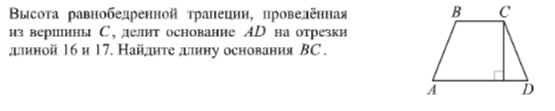 Высота равнобедренной трапеции, проведённая
из вершины C, делит основание AD на отрезки
длиной 16 и 17. Найдите длину основания BC.
B
C
A
D